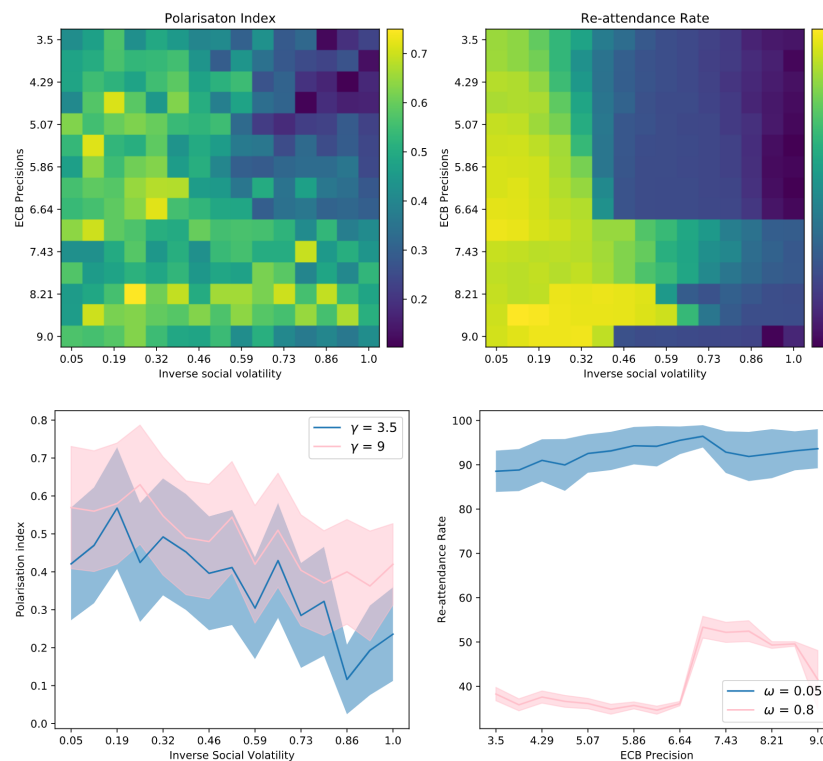 Polarisaton Index
Re-attendance Rate
3.5
4.29
5.07
5.86
6.64
7.43
8.21
9.0
ECB Precisions
0.05 0.19 0.32 0.46 0.59 0.73 0.86 1.0
Inverse social volatility
0.7
0.6
0.5
0.4
0.3
0.2
3.5
4.29
5.07
5.86
6.64
7.43
8.21
9.0
ECB Precisions
0.05 0.19 0.32 0.46 0.59 0.73 0.86 1.0
Inverse social volatility
0.8
0.7
0.6
0.5
0.4
0.3
0.2
0.1
0.0
Polarisation index
γ = 3.5
γ = 9
0.05 0.19 0.32 0.46 0.59 0.73 0.86 1.0
Inverse Social Volatility
100
90
80
70
60
50
40
Re-attendance Rate
ω = 0.05
ω = 0.8
3.5 4.29 5.07 5.86 6.64 7.43 8.21 9.0
ECB Precision